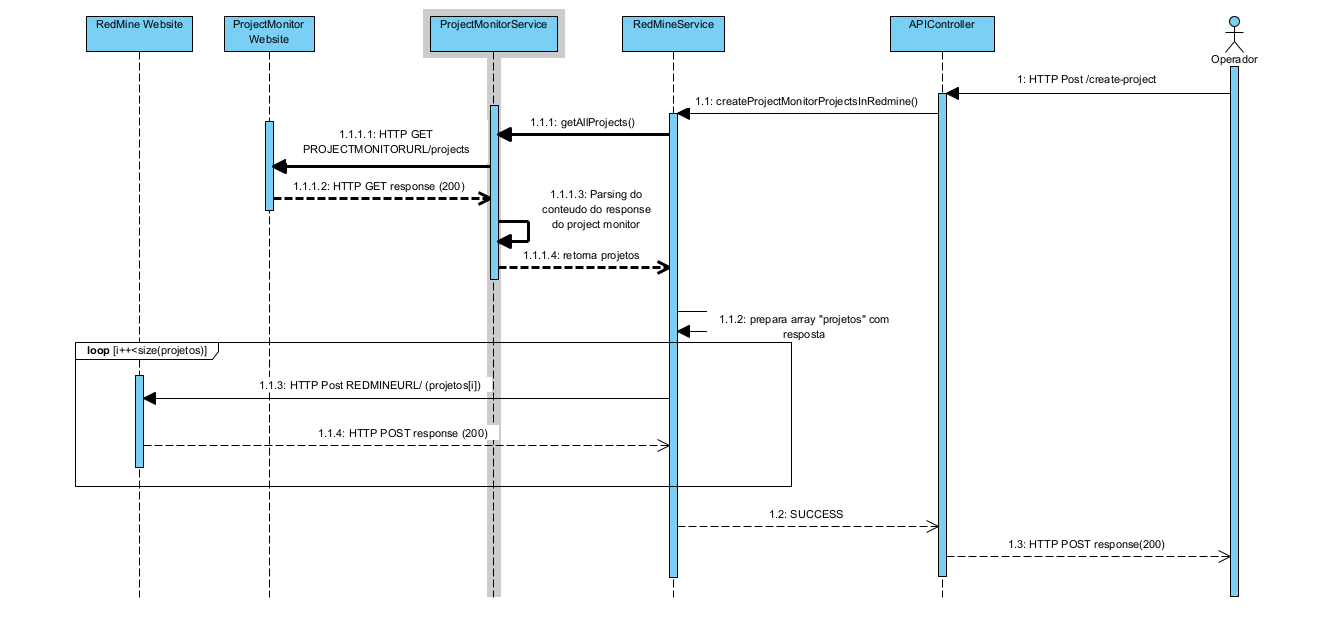 RedMine Website
ProjectMonitor
Website
ProjectMonitorService
RedMineService
APIController
Operador
1: HTTP Post /create-project
1.1: createProjectMonitorProjectsInRedmine()
1.1.1: getAllProjects()
1.1.1.1: HTTP GET
PROJECTMONITORURL/projects
1.1.1.2: HTTP GET response (200)
1.1.1.3: Parsing do
conteudo do response
do project monitor
1.1.1.4: retorna projetos
1.1.2: prepara array "projetos" com
resposta
loop [i++<size(projetos)]
1.1.3: HTTP Post REDMINEURL/ (projetos[i])
1.1.4: HTTP POST response (200)
1.2: SUCCESS
1.3: HTTP POST response(200)